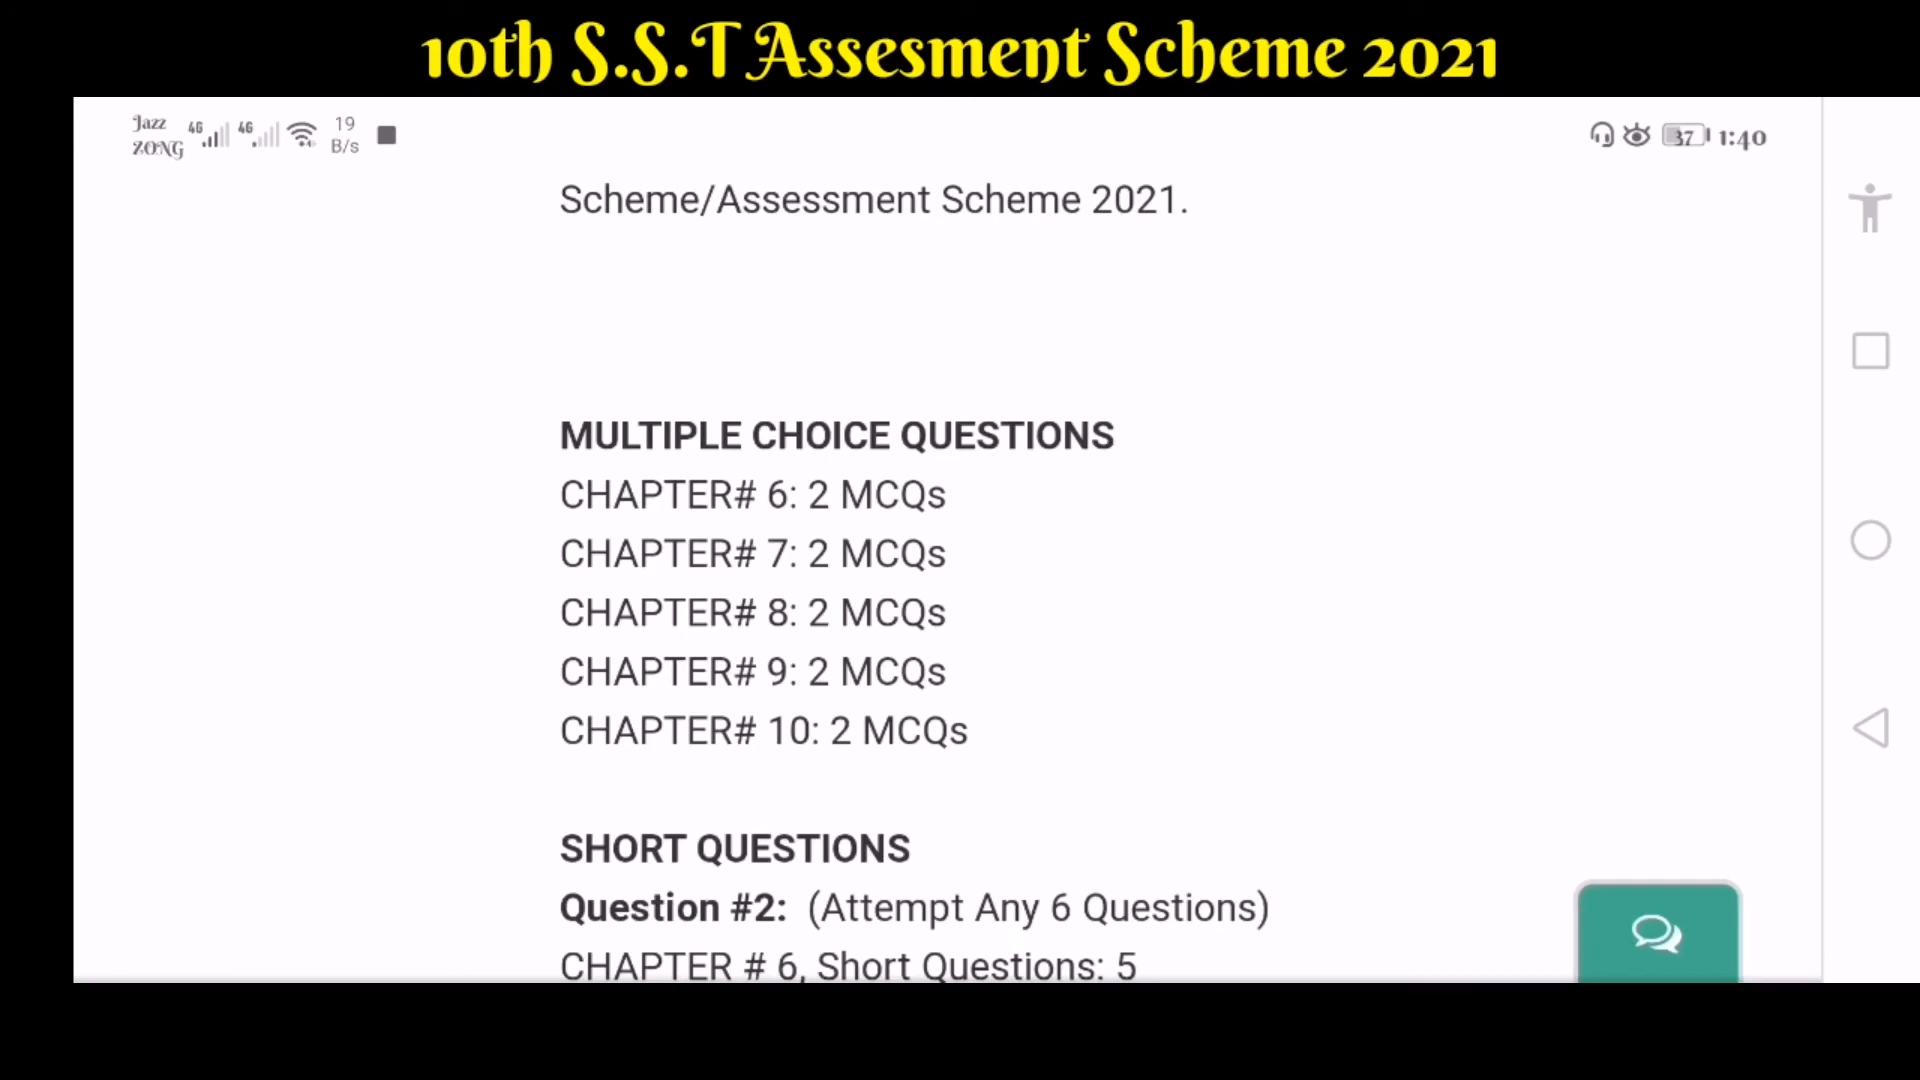 10th S.S.T Assesment Scheme 2021
Jazz 4G 4G 19
ZONG B/s
37 1:40
Scheme/Assessment Scheme 2021.
MULTIPLE CHOICE QUESTIONS
CHAPTER# 6: 2 MCQs
CHAPTER# 7: 2 MCQs
CHAPTER# 8: 2 MCQs
CHAPTER# 9: 2 MCQs
CHAPTER# 10: 2 MCQs
SHORT QUESTIONS
Question #2: (Attempt Any 6 Questions)
CHAPTER # 6, Short Questions: 5